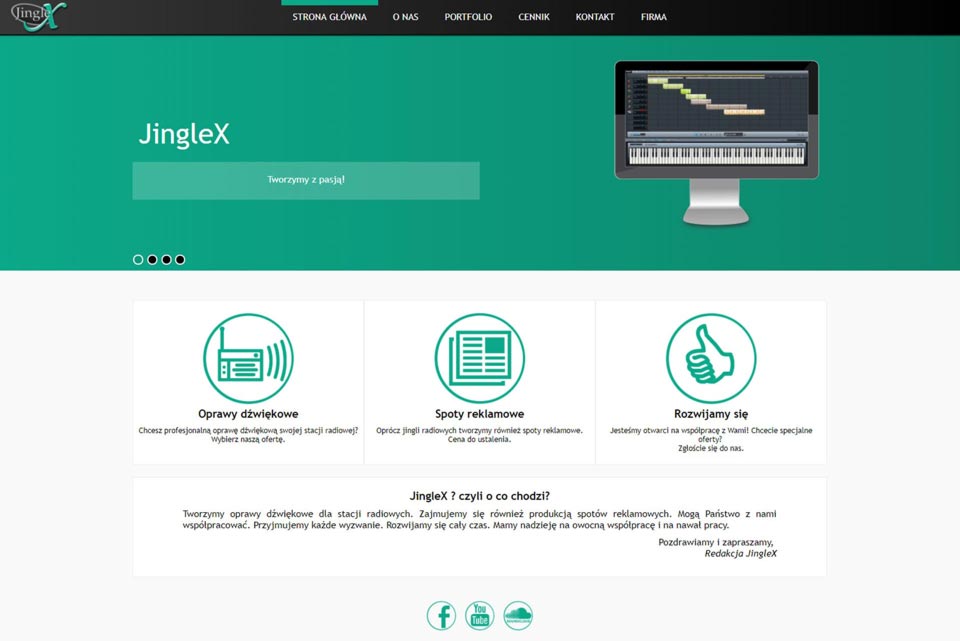 JingleX
STRONA GŁÓWNA O NAS PORTFOLIO CENNIK KONTAKT FIRMA
JingleX
Tworzymy z pasją!
Oprawy dźwiękowe
Chcesz profesjonalną oprawę dźwiękową swojej stacji radiowej?
Wybierz naszą ofertę.
Spoty reklamowe
Oprócz jingli radiowych tworzymy również spoty reklamowe.
Cena do ustalenia.
Rozwijamy się
Jesteśmy otwarci na współpracę z Wami! Chcecie specjalne
oferty?
Zgłoście się do nas.
JingleX ? czyli o co chodzi?
Tworzymy oprawy dźwiękowe dla stacji radiowych. Zajmujemy się również produkcją spotów reklamowych. Mogą Państwo z nami
współpracować. Przyjmujemy każde wyzwanie. Rozwijamy się cały czas. Mamy nadzieję na owocną współpracę i na nawał pracy.
Pozdrawiamy i zapraszamy,
Redakcja JingleX
You
Tube